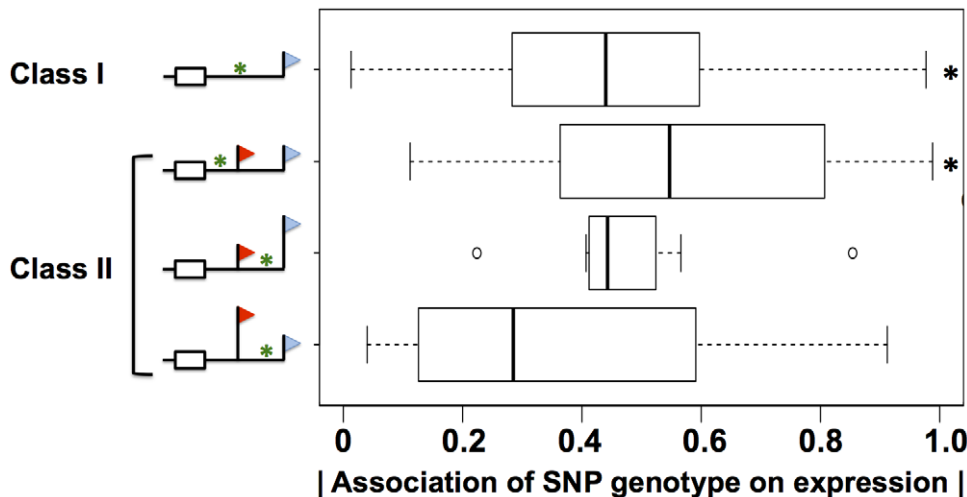 Class I
*
*
*
*
Class II
*
*
0 0.2 0.4 0.6 0.8 1.0
| Association of SNP genotype on expression |